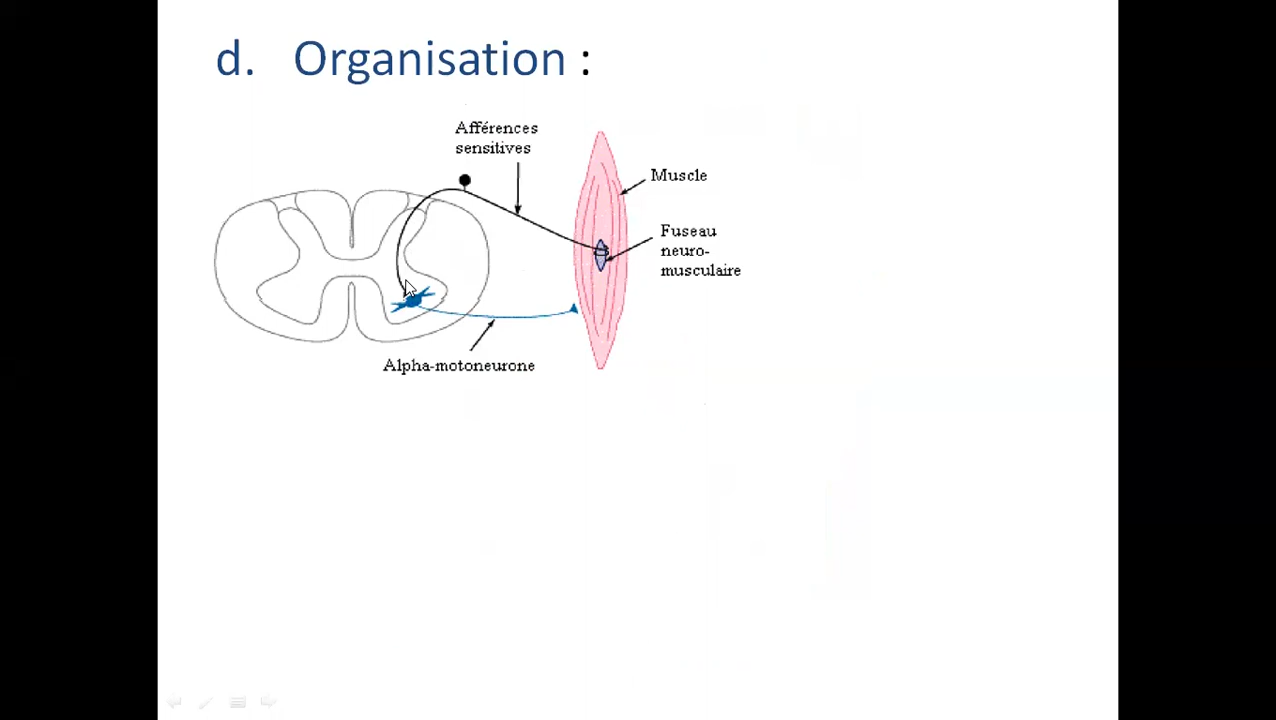 d. Organisation :
Afférences
sensitives
Muscle
Fuseau
neuro-
musculaire
Alpha-motoneurone